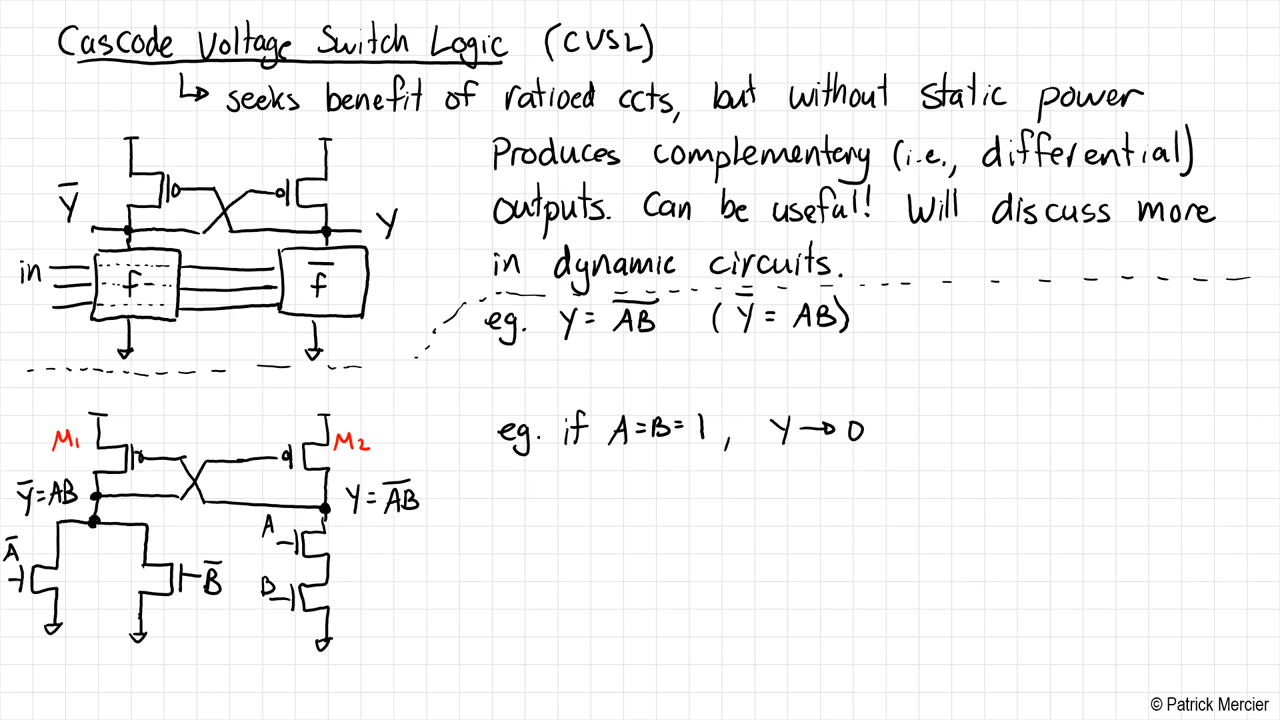 Cascode Voltage Switch Logic (CVSL)
↳ seeks benefit of ratioed ccts, but without static power
Produces complementery (i.e., differential)
outputs. Can be useful! Will discuss more
in dynamic circuits.
Y̅ Y
in f f̅
eg. Y = A̅B̅ (Y̅ = AB)
eg. if A=B=1, Y → 0
M1 M2
Y̅=AB Y = A̅B̅
A
A̅ B̅ B
© Patrick Mercier